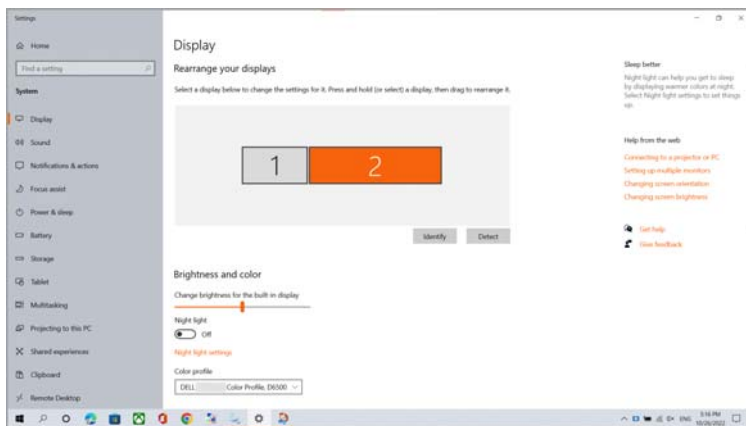 Settings
Home
Find a setting
System
Display
Sound
Notifications & actions
Focus assist
Power & sleep
Battery
Storage
Tablet
Multitasking
Projecting to this PC
Shared experiences
Clipboard
Remote Desktop
Display
Rearrange your displays
Select a display below to change the settings for it. Press and hold (or select) a display, then drag to rearrange it.
1
2
Identify
Detect
Brightness and color
Change brightness for the built-in display
Night light
Off
Night light settings
Color profile
DELL Color Profile, D6500
Sleep better
Night light can help you get to sleep
by displaying warmer colors at night.
Select Night light settings to set things
up.
Help from the web
Connecting to a projector or PC
Setting up multiple monitors
Changing screen orientation
Changing screen brightness
Get help
Give feedback
ENG
3:16 PM
10/28/2022